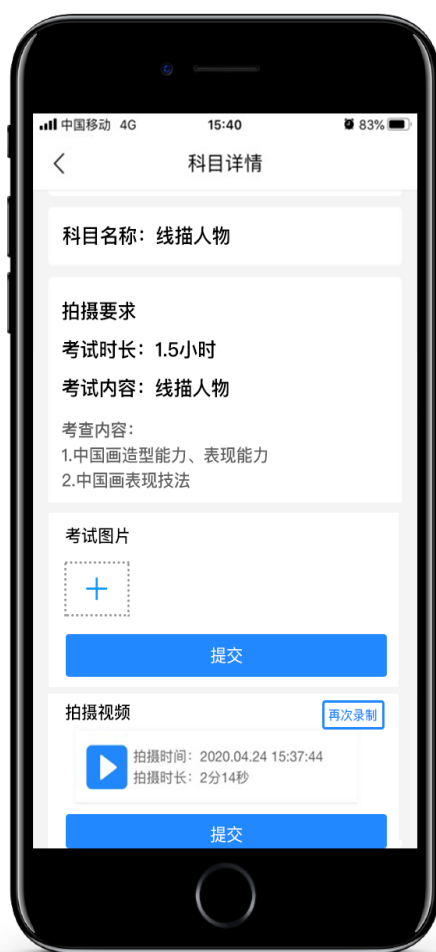 中国移动 4G 15:40 83%
科目详情
科目名称：线描人物
拍摄要求
考试时长：1.5小时
考试内容：线描人物
考查内容：
1.中国画造型能力、表现能力
2.中国画表现技法
考试图片
提交
拍摄视频 再次录制
拍摄时间：2020.04.24 15:37:44
拍摄时长：2分14秒
提交